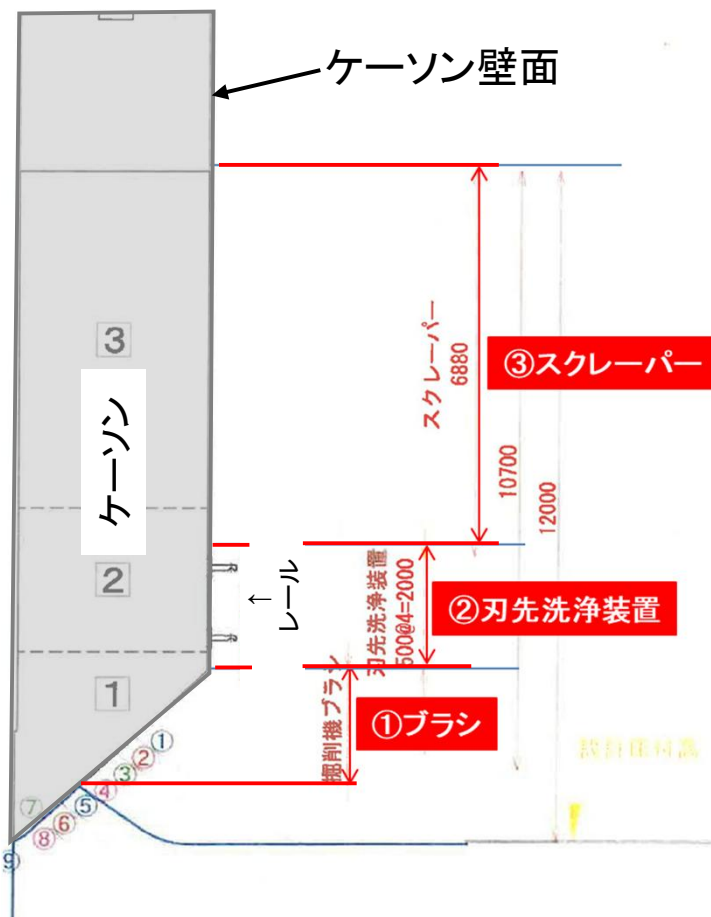 ケーソン壁面
3
ケーソン
2
1
スクレーパー
6880
③スクレーパー
10700
12000
↑
レール
刃先洗浄装置
500@4=2000
②刃先洗浄装置
掘削機ブラシ
①ブラシ
①
②
③
④
⑤
⑥
⑦
⑧
⑨